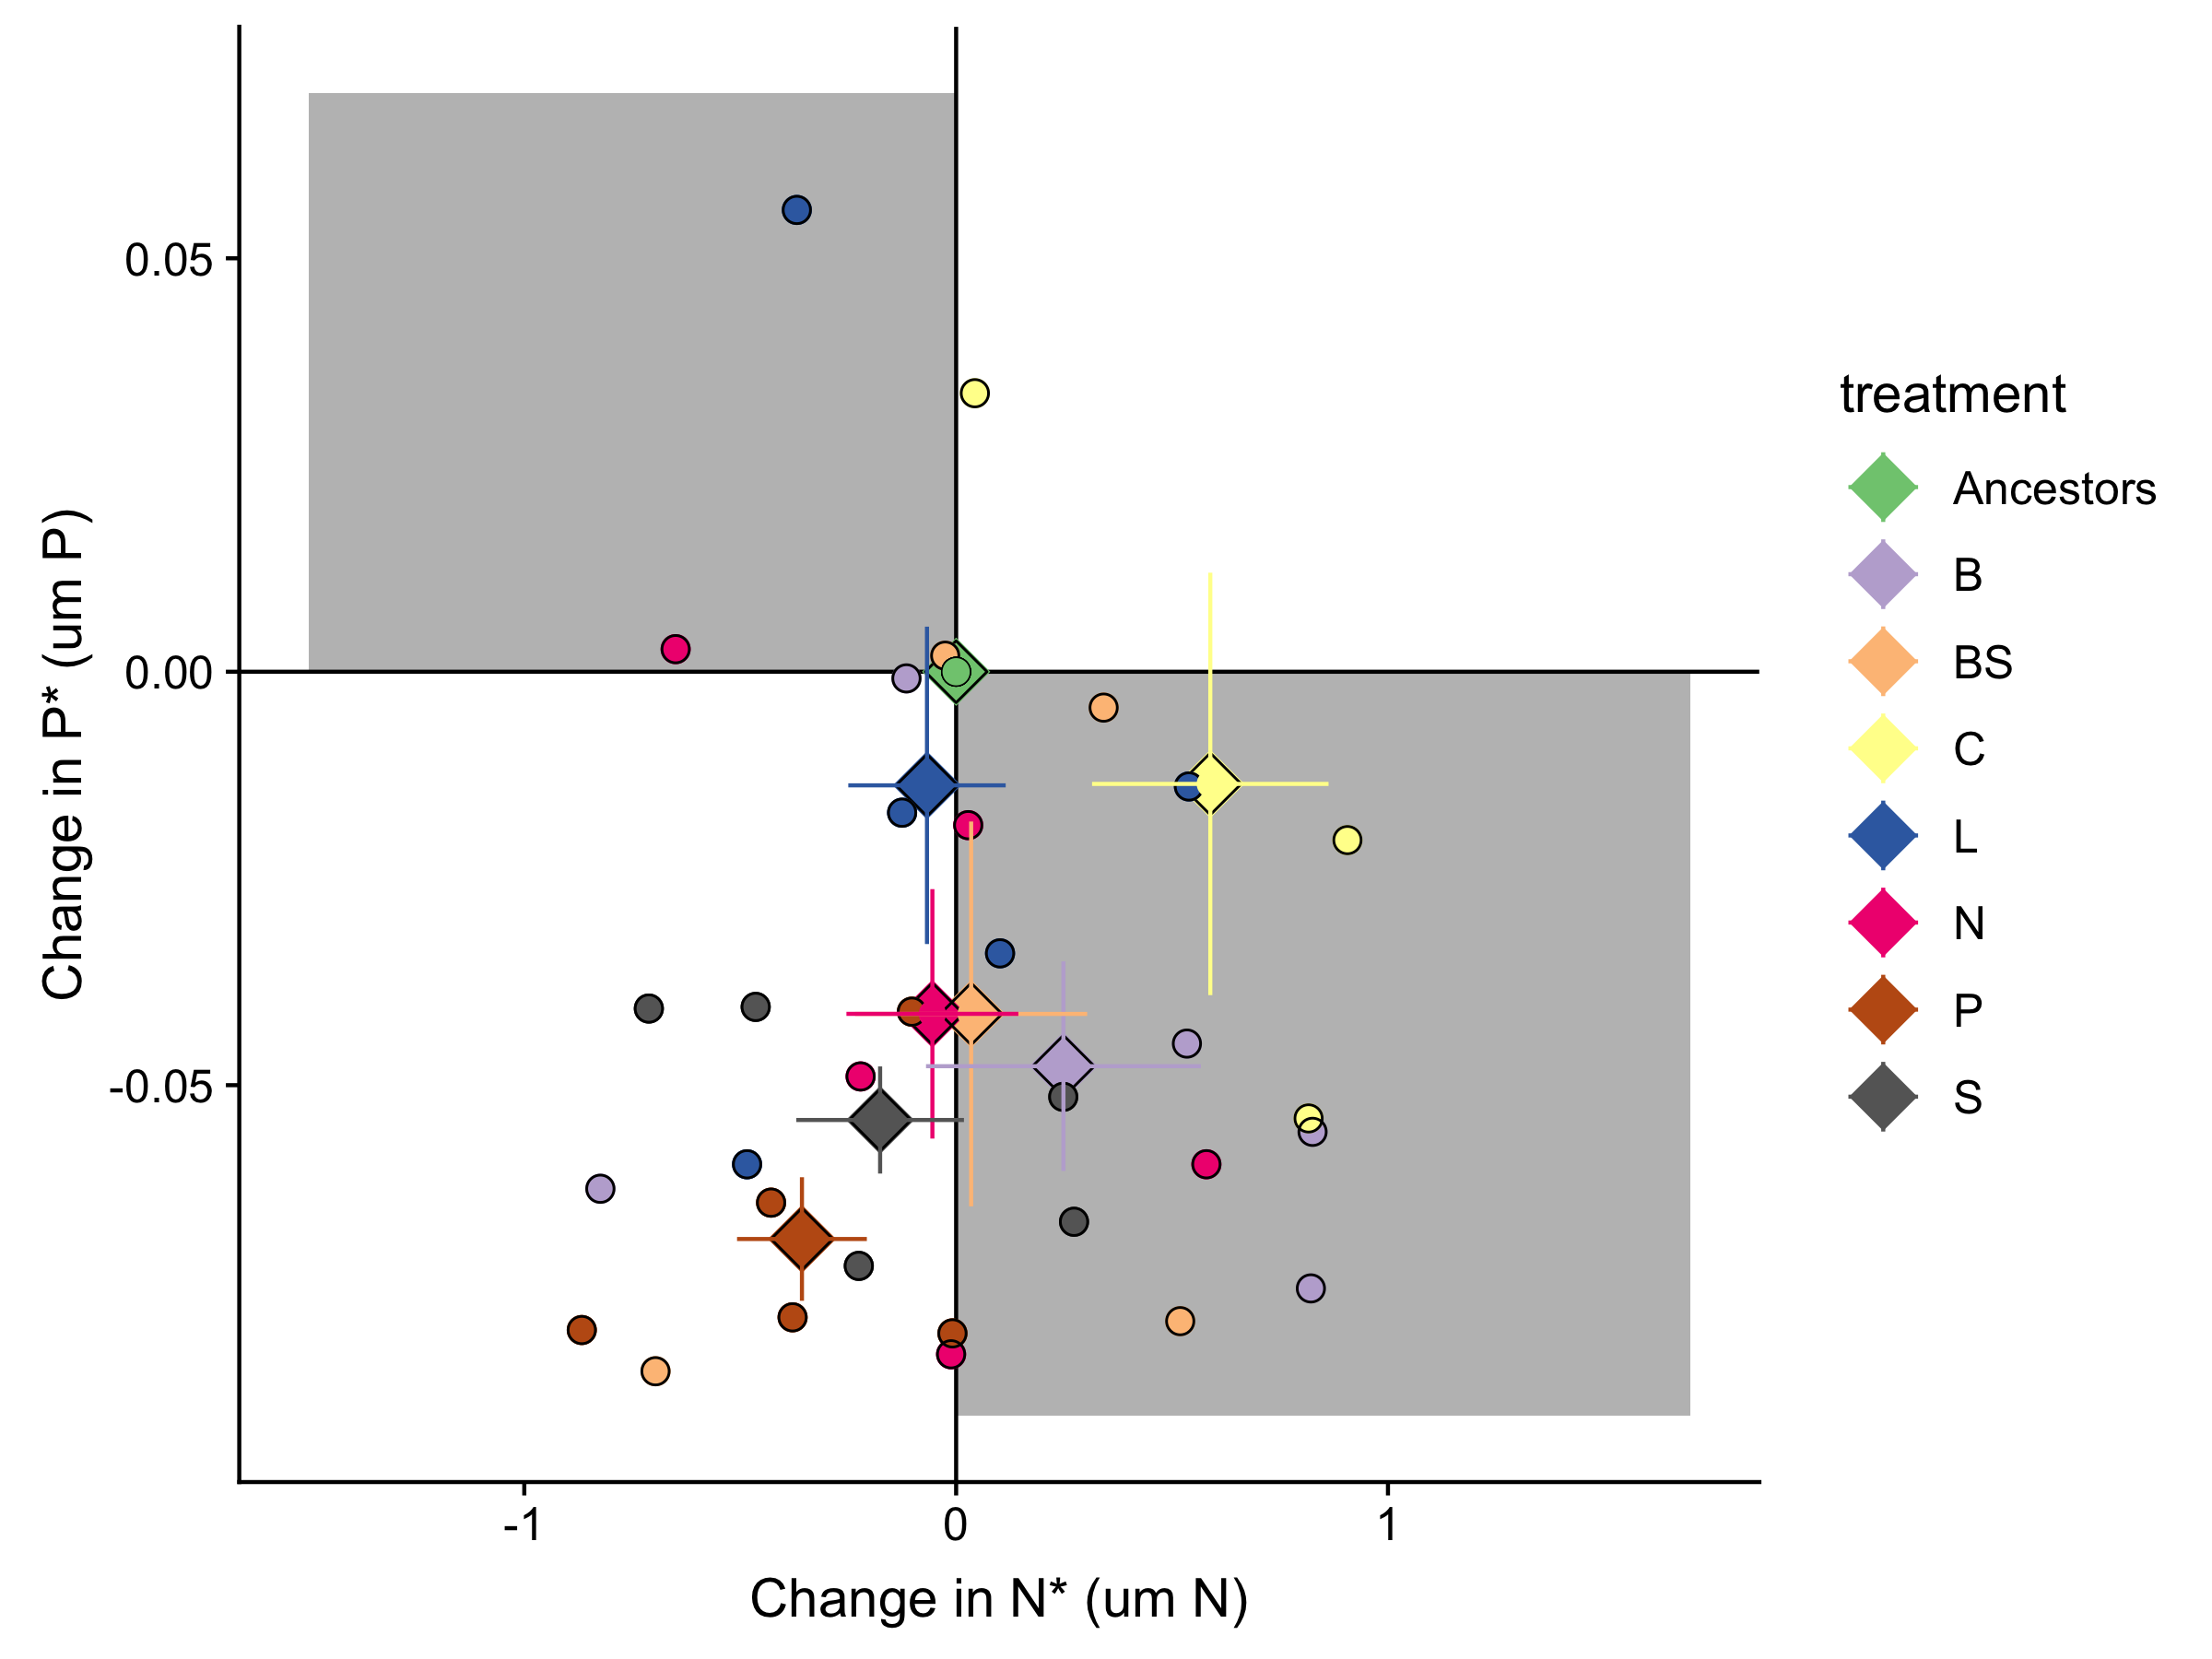 Change in P* (um P)
0.05
0.00
-0.05
-1
0
1
Change in N* (um N)
treatment
Ancestors
B
BS
C
L
N
P
S